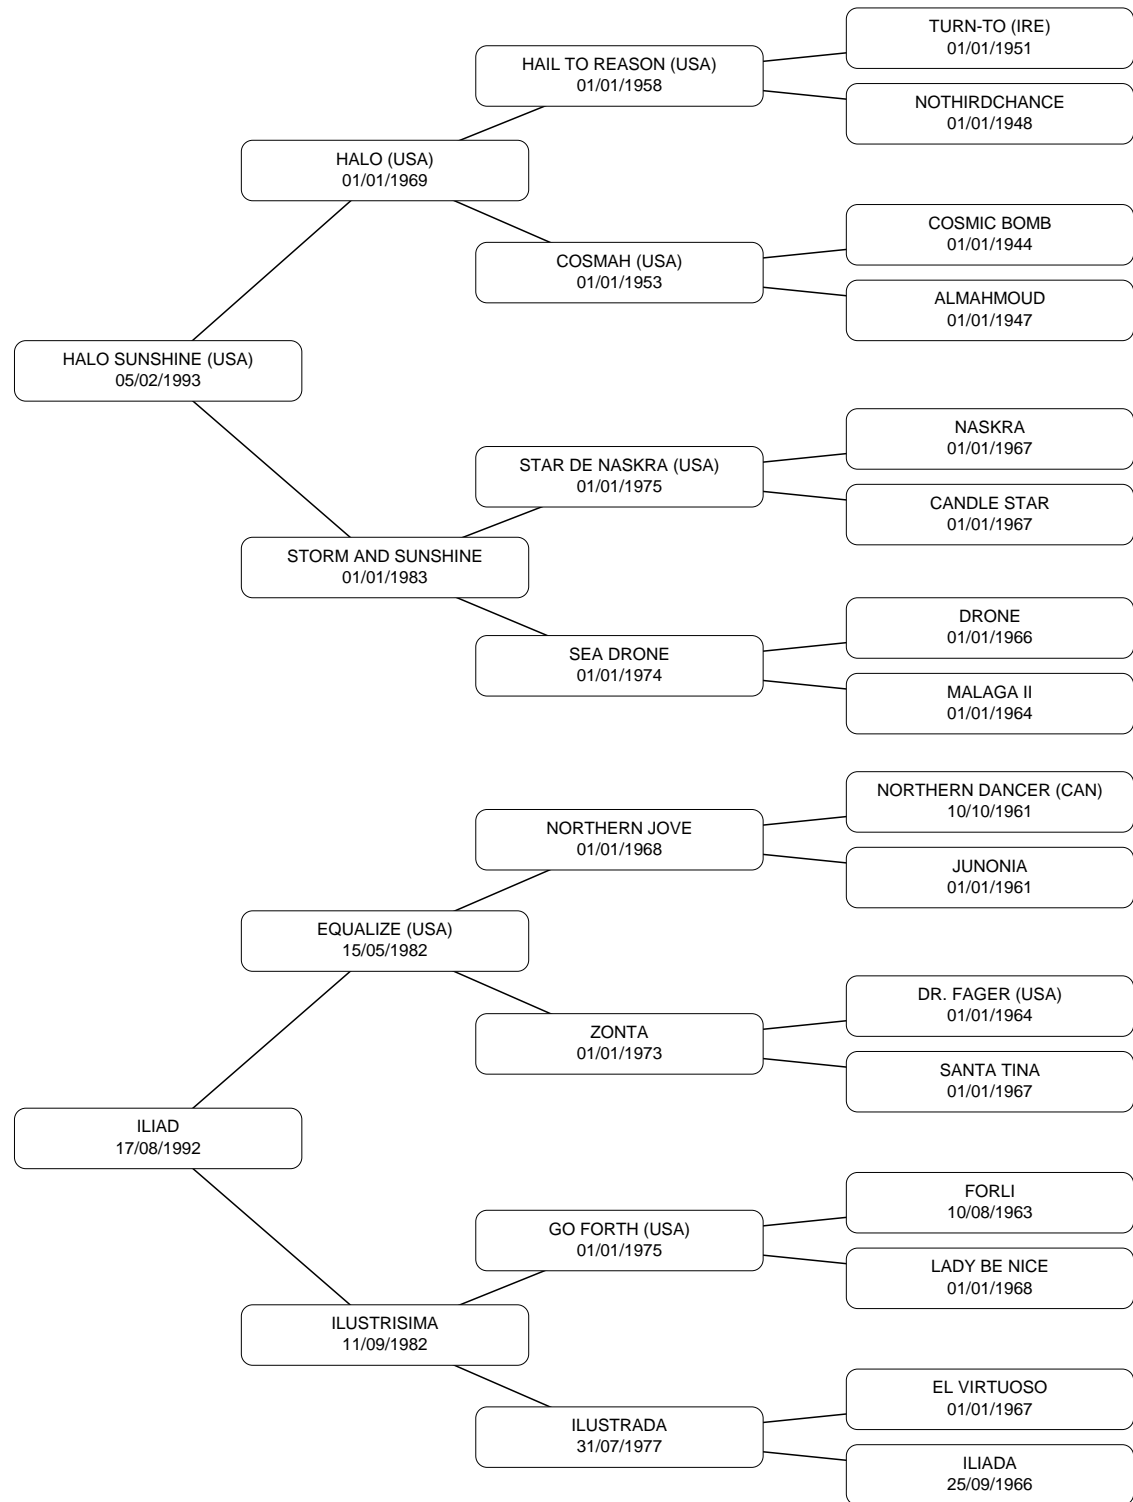 TURN-TO (IRE)
01/01/1951
HAIL TO REASON (USA)
01/01/1958
NOTHIRDCHANCE
01/01/1948
HALO (USA)
01/01/1969
COSMIC BOMB
01/01/1944
COSMAH (USA)
01/01/1953
ALMAHMOUD
01/01/1947
HALO SUNSHINE (USA)
05/02/1993
NASKRA
01/01/1967
STAR DE NASKRA (USA)
01/01/1975
CANDLE STAR
01/01/1967
STORM AND SUNSHINE
01/01/1983
DRONE
01/01/1966
SEA DRONE
01/01/1974
MALAGA II
01/01/1964
NORTHERN DANCER (CAN)
10/10/1961
NORTHERN JOVE
01/01/1968
JUNONIA
01/01/1961
EQUALIZE (USA)
15/05/1982
DR. FAGER (USA)
01/01/1964
ZONTA
01/01/1973
SANTA TINA
01/01/1967
ILIAD
17/08/1992
FORLI
10/08/1963
GO FORTH (USA)
01/01/1975
LADY BE NICE
01/01/1968
ILUSTRISIMA
11/09/1982
EL VIRTUOSO
01/01/1967
ILUSTRADA
31/07/1977
ILIADA
25/09/1966